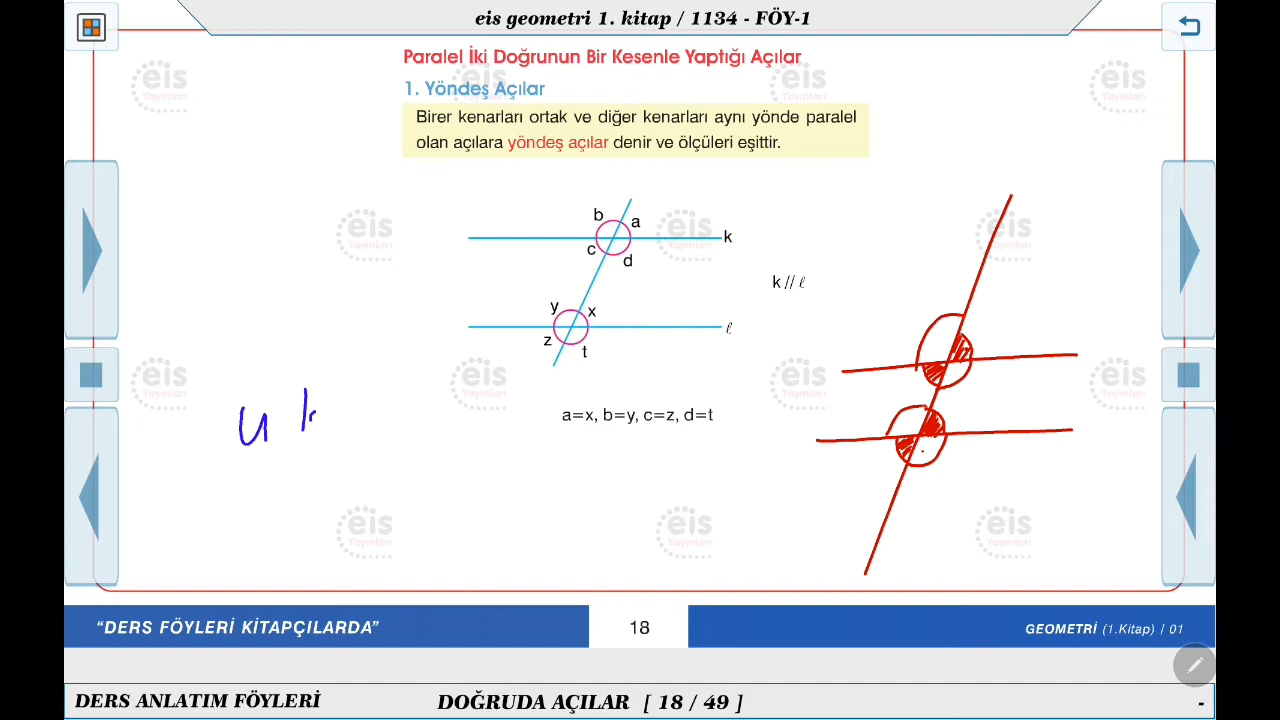 eis geometri 1. kitap / 1134 - FÖY-1
Paralel İki Doğrunun Bir Kesenle Yaptığı Açılar
1. Yöndeş Açılar
Birer kenarları ortak ve diğer kenarları aynı yönde paralel
olan açılara yöndeş açılar denir ve ölçüleri eşittir.
b
a
k
c
d
k // ℓ
y
x
ℓ
z
t
a=x, b=y, c=z, d=t
eis Yayınları
"DERS FÖYLERİ KİTAPÇILARDA"
18
GEOMETRİ (1.Kitap) / 01
DERS ANLATIM FÖYLERİ
DOĞRUDA AÇILAR [ 18 / 49 ]
-